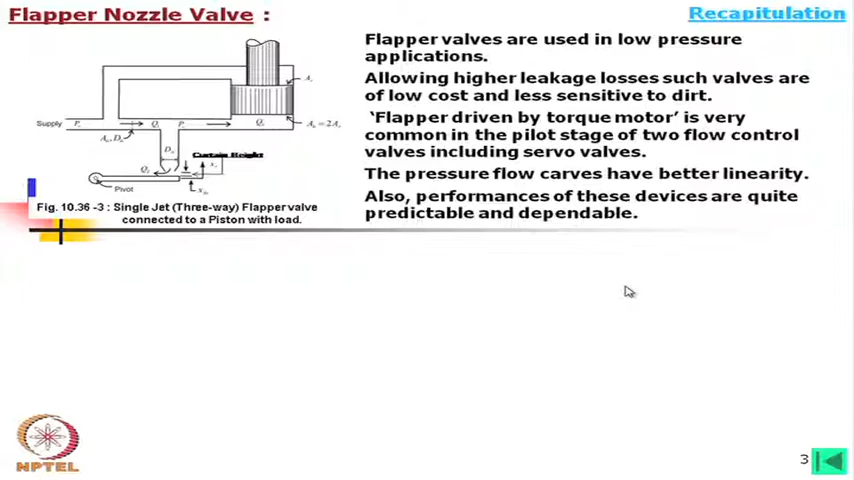 Flapper Nozzle Valve :
Recapitulation
Flapper valves are used in low pressure
applications.
Allowing higher leakage losses such valves are
of low cost and less sensitive to dirt.
‘Flapper driven by torque motor’ is very
common in the pilot stage of two flow control
valves including servo valves.
The pressure flow carves have better linearity.
Also, performances of these devices are quite
predictable and dependable.
Supply
Curtain Height
Pivot
Fig. 10.36 -3 : Single Jet (Three-way) Flapper valve
connected to a Piston with load.
NPTEL
3